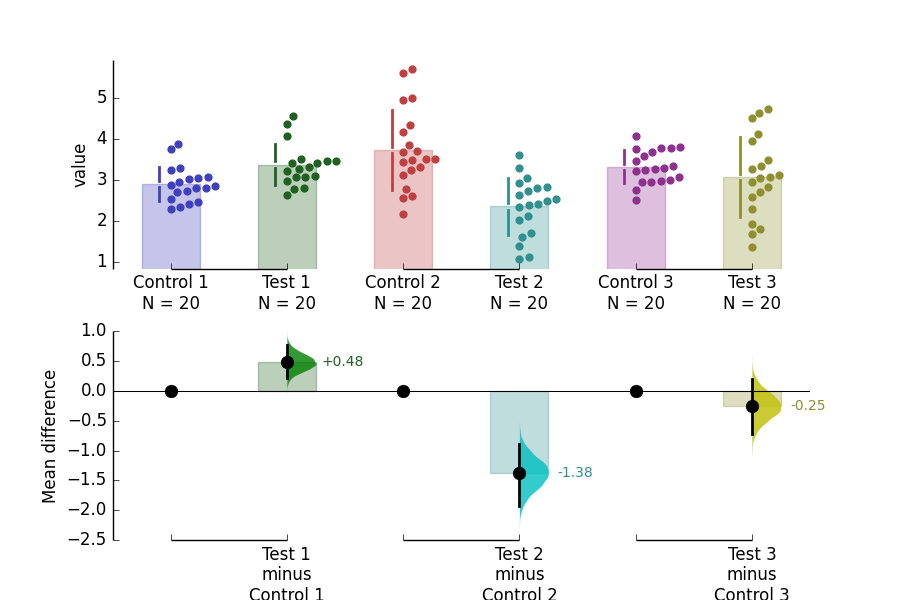 5
4
3
2
1
value
Control 1 Test 1 Control 2 Test 2 Control 3 Test 3
N = 20 N = 20 N = 20 N = 20 N = 20 N = 20
1.0
0.5
0.0
−0.5
−1.0
−1.5
−2.0
−2.5
Mean difference
+0.48
-1.38
-0.25
Test 1 Test 2 Test 3
minus minus minus
Control 1 Control 2 Control 3